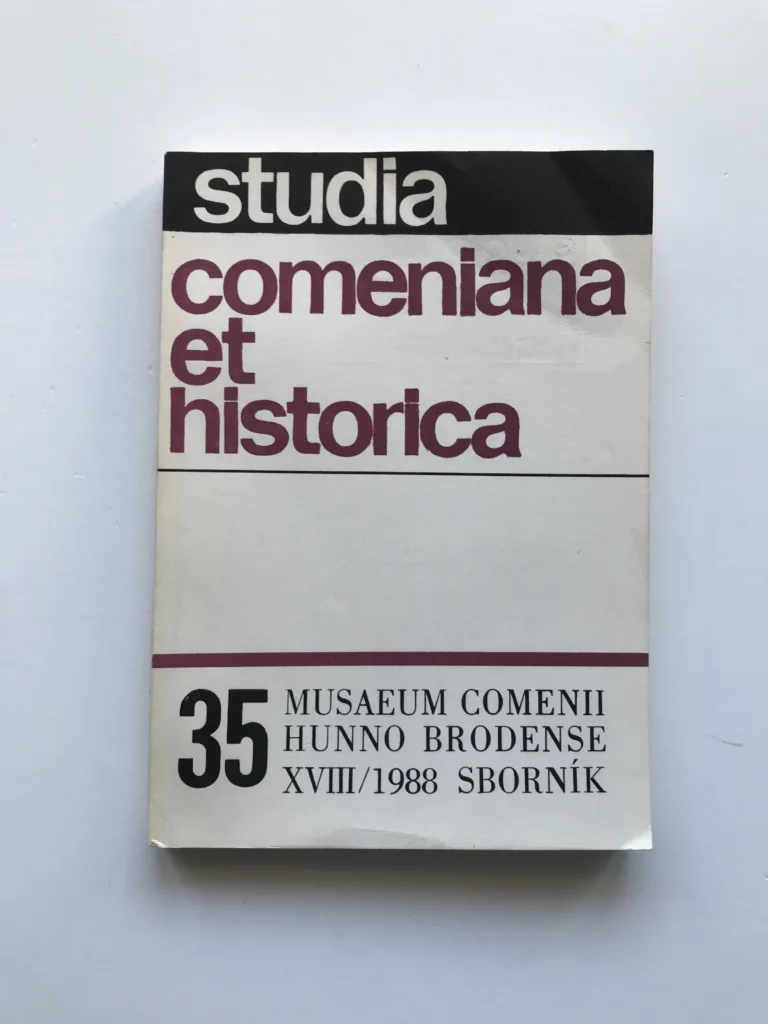 studia
comeniana
et
historica
35 MUSAEUM COMENII
HUNNO BRODENSE
XVIII/1988 SBORNÍK